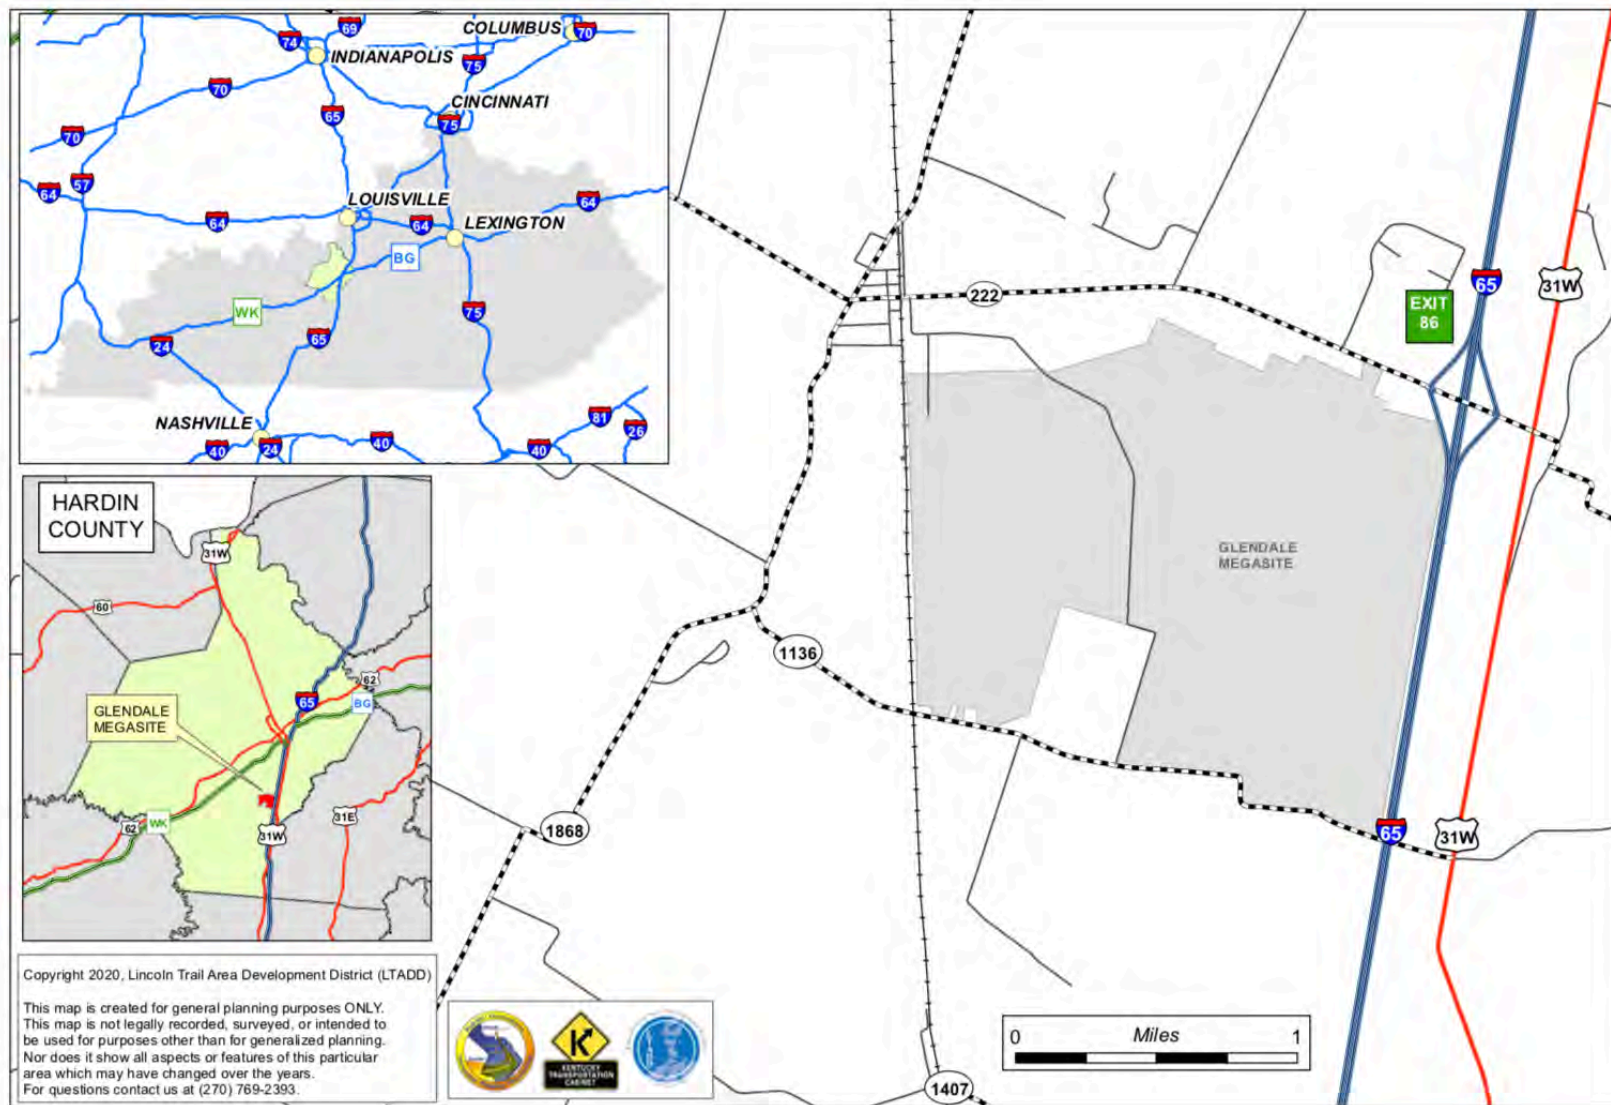 69
74
COLUMBUS
70
INDIANAPOLIS
75
70
CINCINNATI
65
75
70
57
64
LOUISVILLE
64
64
64
LEXINGTON
BG
WK
75
65
24
NASHVILLE
81
26
40
24
40
40
HARDIN
COUNTY
31W
60
62
65
BG
GLENDALE
MEGASITE
WK
62
31W
31E
222
EXIT
86
65
31W
GLENDALE
MEGASITE
1136
1868
65
31W
1407
Copyright 2020, Lincoln Trail Area Development District (LTADD)
This map is created for general planning purposes ONLY.
This map is not legally recorded, surveyed, or intended to
be used for purposes other than for generalized planning.
Nor does it show all aspects or features of this particular
area which may have changed over the years.
For questions contact us at (270) 769-2393.
K
KENTUCKY
TRANSPORTATION
CABINET
0 Miles 1